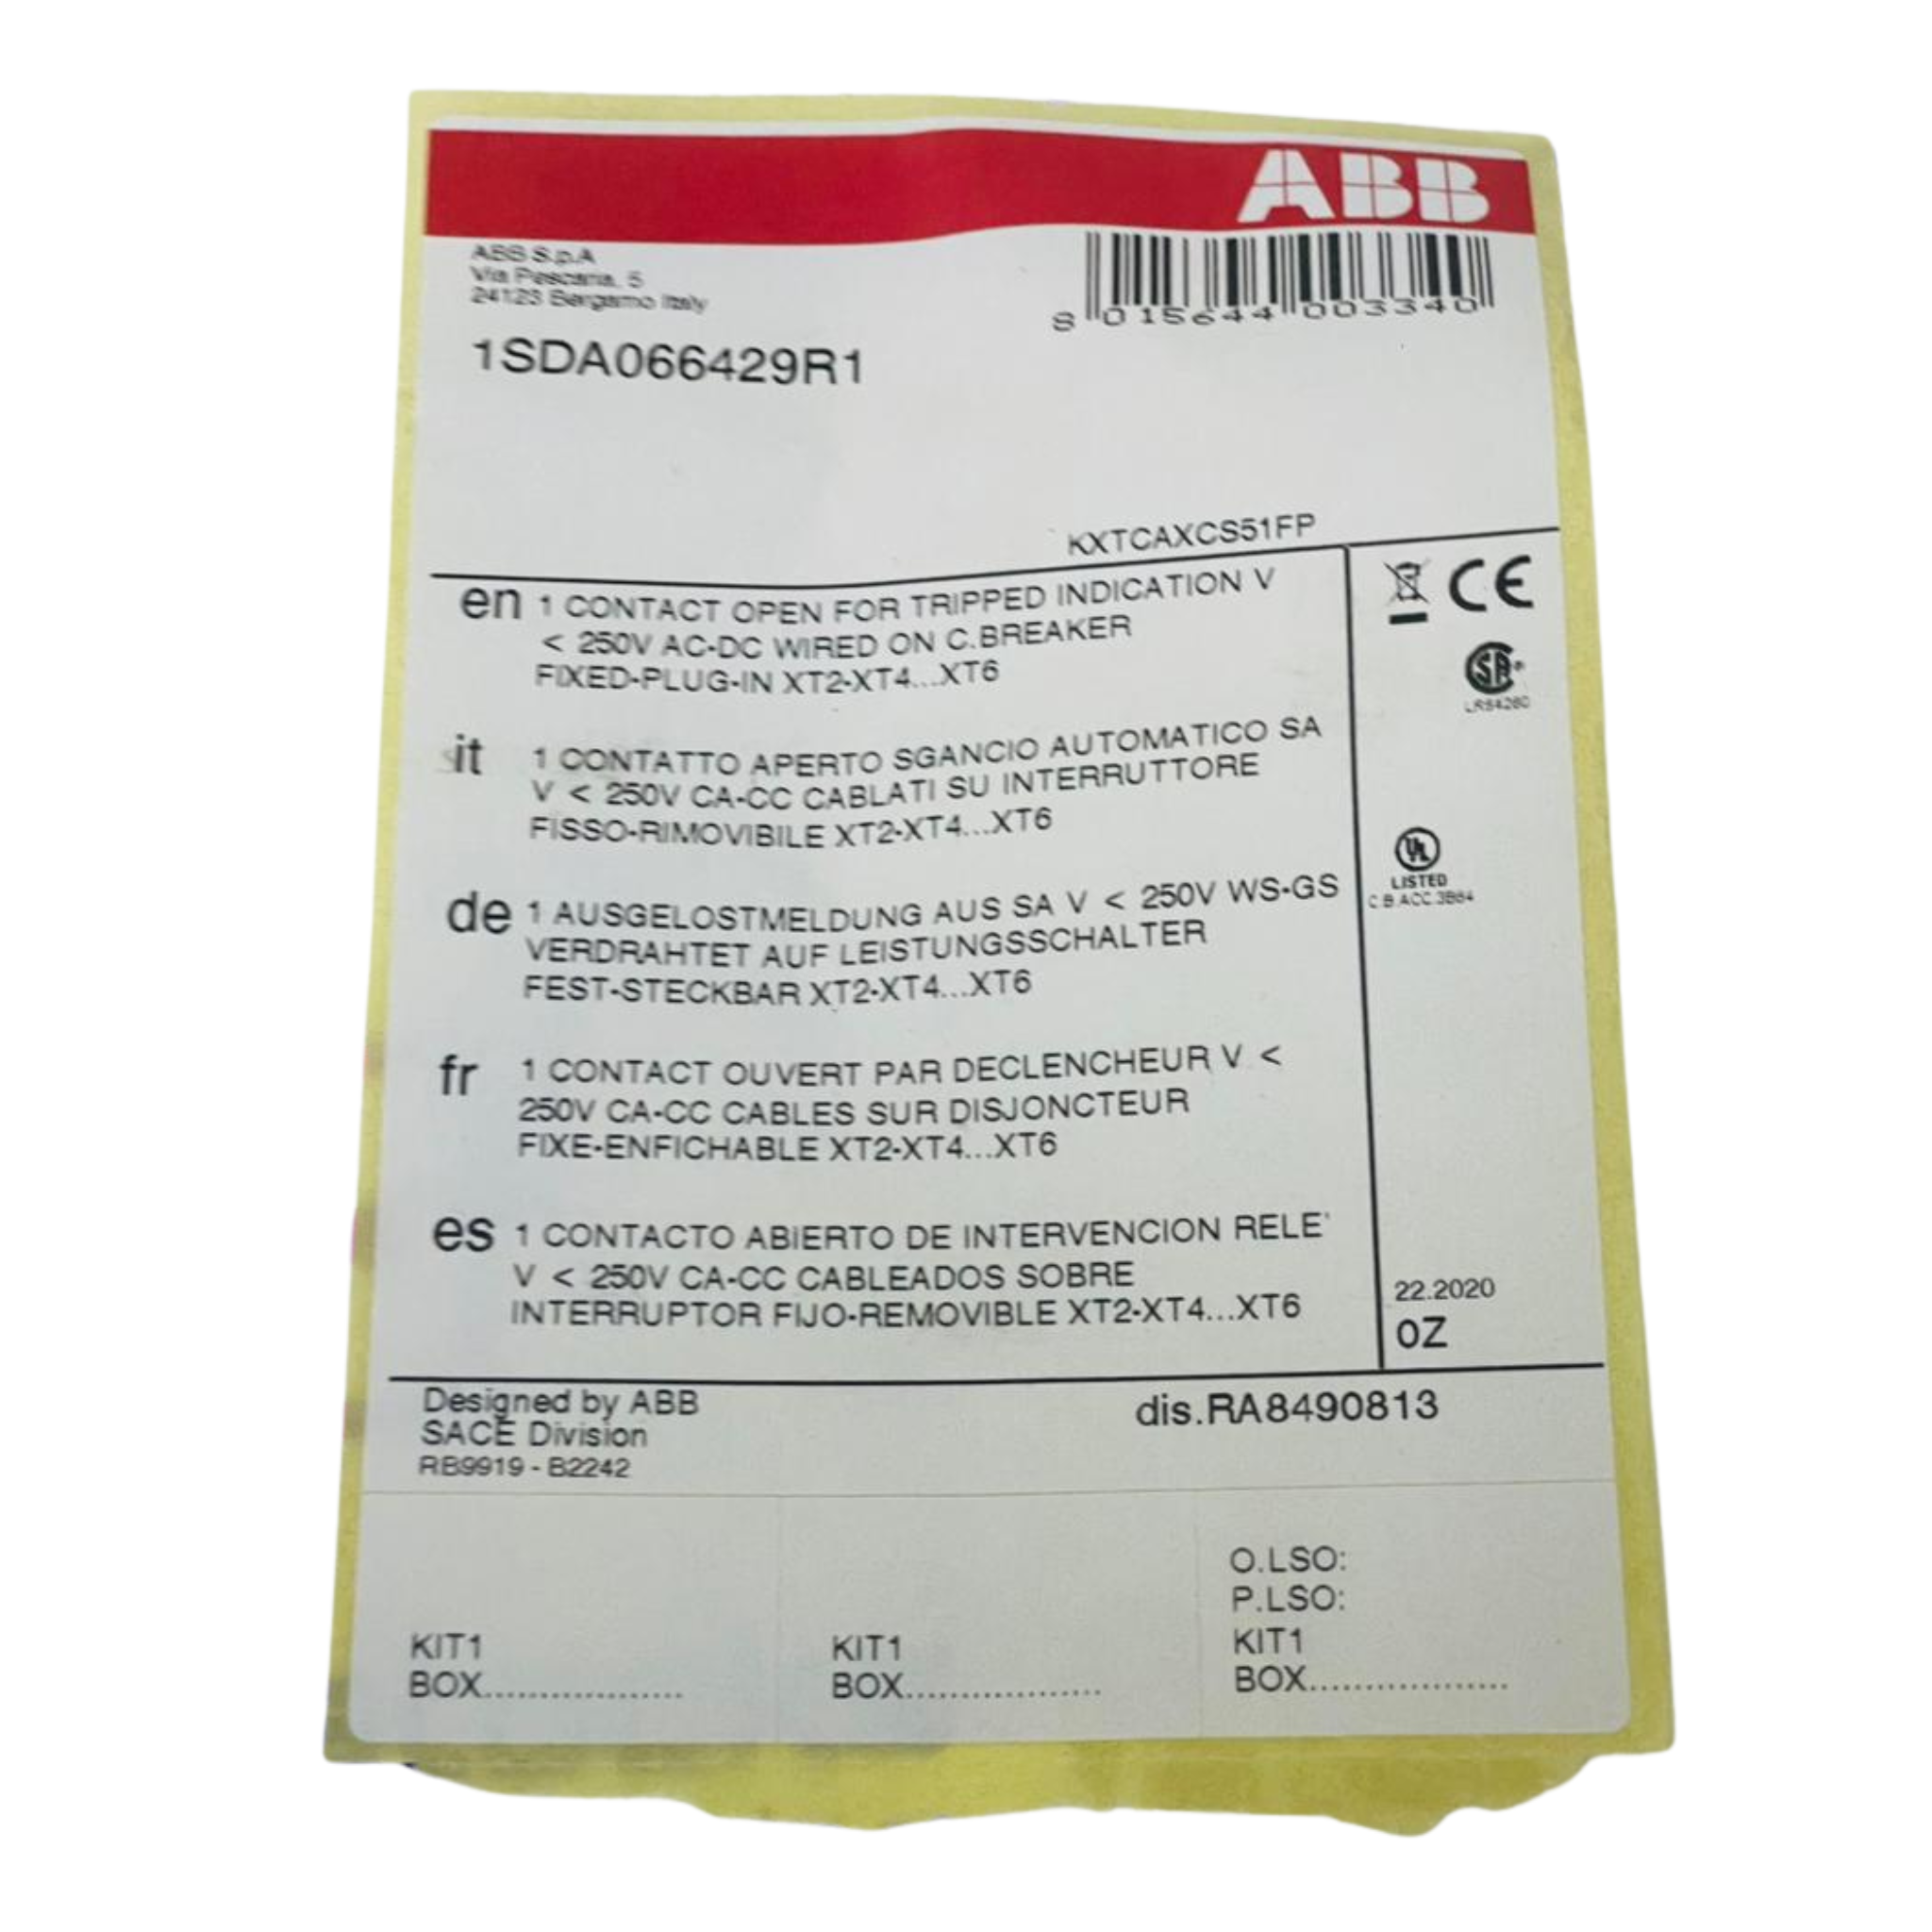 ABB
ABB S.p.A
Via Pescaria, 5
24123 Bergamo Italy
8 015644 003340
1SDA066429R1
KXTCAXCS51FP
en 1 CONTACT OPEN FOR TRIPPED INDICATION V
< 250V AC-DC WIRED ON C.BREAKER
FIXED-PLUG-IN XT2-XT4...XT6
it 1 CONTATTO APERTO SGANCIO AUTOMATICO SA
V < 250V CA-CC CABLATI SU INTERRUTTORE
FISSO-RIMOVIBILE XT2-XT4...XT6
de 1 AUSGELOSTMELDUNG AUS SA V < 250V WS-GS
VERDRAHTET AUF LEISTUNGSSCHALTER
FEST-STECKBAR XT2-XT4...XT6
fr 1 CONTACT OUVERT PAR DECLENCHEUR V <
250V CA-CC CABLES SUR DISJONCTEUR
FIXE-ENFICHABLE XT2-XT4...XT6
es 1 CONTACTO ABIERTO DE INTERVENCION RELE'
V < 250V CA-CC CABLEADOS SOBRE
INTERRUPTOR FIJO-REMOVIBLE XT2-XT4...XT6
CE
SA®
LR84260
UL
LISTED
C.B.ACC.3B64
22.2020
0Z
Designed by ABB
SACE Division
RB9919 - B2242
dis.RA8490813
KIT1
BOX..................
KIT1
BOX..................
O.LSO:
P.LSO:
KIT1
BOX..................